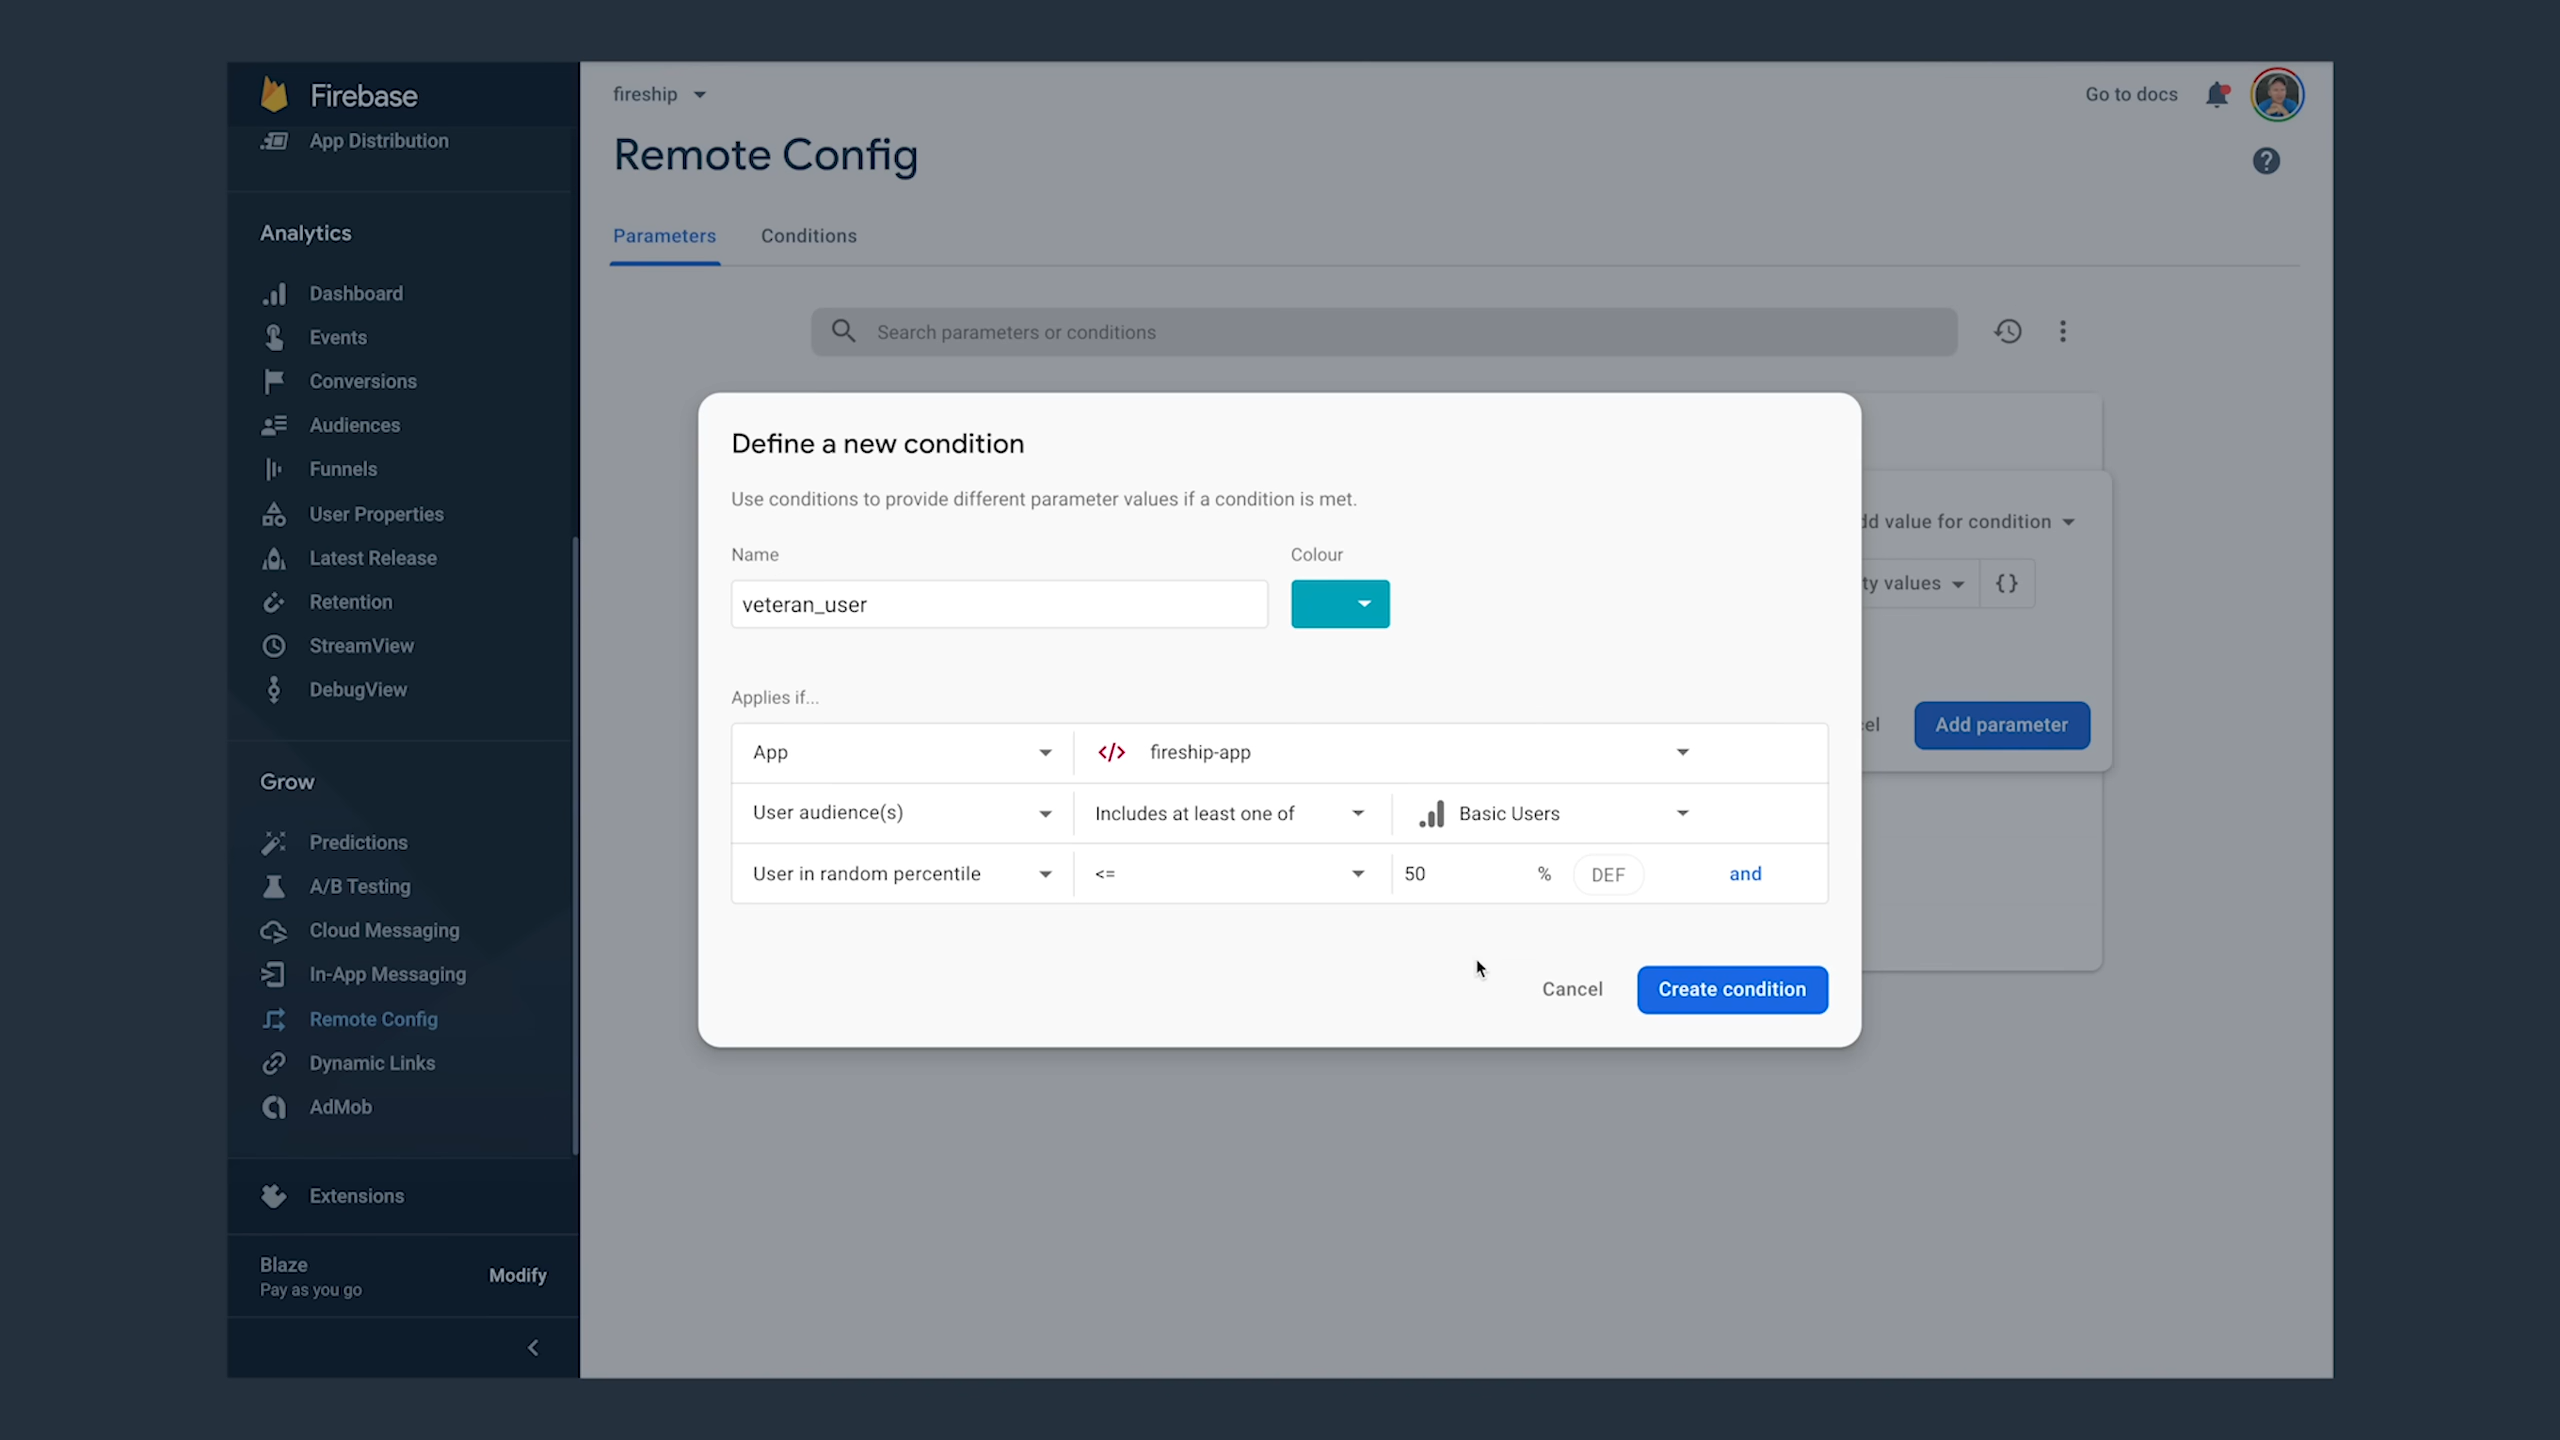 Firebase
App Distribution
Analytics
Dashboard
Events
Conversions
Audiences
Funnels
User Properties
Latest Release
Retention
StreamView
DebugView
Grow
Predictions
A/B Testing
Cloud Messaging
In-App Messaging
Remote Config
Dynamic Links
AdMob
Extensions
Blaze
Pay as you go
Modify
fireship
Go to docs
Remote Config
Parameters Conditions
Search parameters or conditions
Define a new condition
Use conditions to provide different parameter values if a condition is met.
Name Colour
veteran_user
Applies if...
App </> fireship-app
User audience(s) Includes at least one of Basic Users
User in random percentile <= 50 % DEF and
Cancel Create condition
dd value for condition
ty values {}
el Add parameter